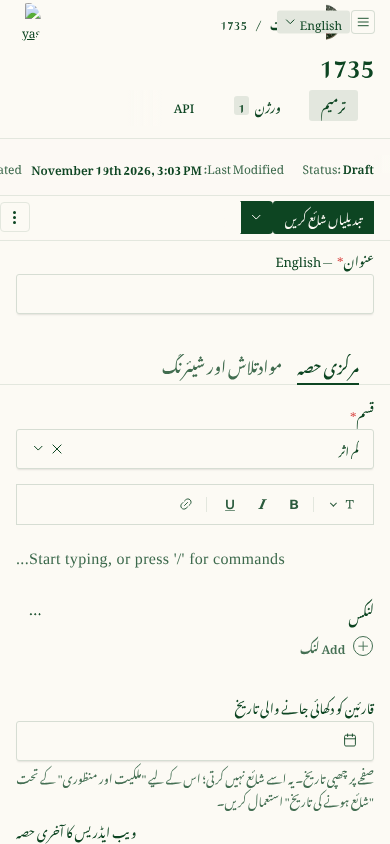 English
1735 /
1735
ترمیم
ورژن 1
API
Status: Draft
Last Modified: November 19th 2026, 3:03 PM
تبدیلیاں شائع کریں
عنوان* — English
مرکزی حصہ
مواد
تلاش اور شیئرنگ
قسم*
لم اثر
T B I U
Start typing, or press '/' for commands...
لنکس
Add لنک
قارئین کو دکھائی جانے والی تاریخ
صفحے پر چھپی تاریخ۔ یہ اسے شائع نہیں کرتی؛ اس کے لیے "ملکیت اور منظوری" کے تحت
"شائع ہونے کی تاریخ" استعمال کریں۔
ویب ایڈریس کا آخری حصہ